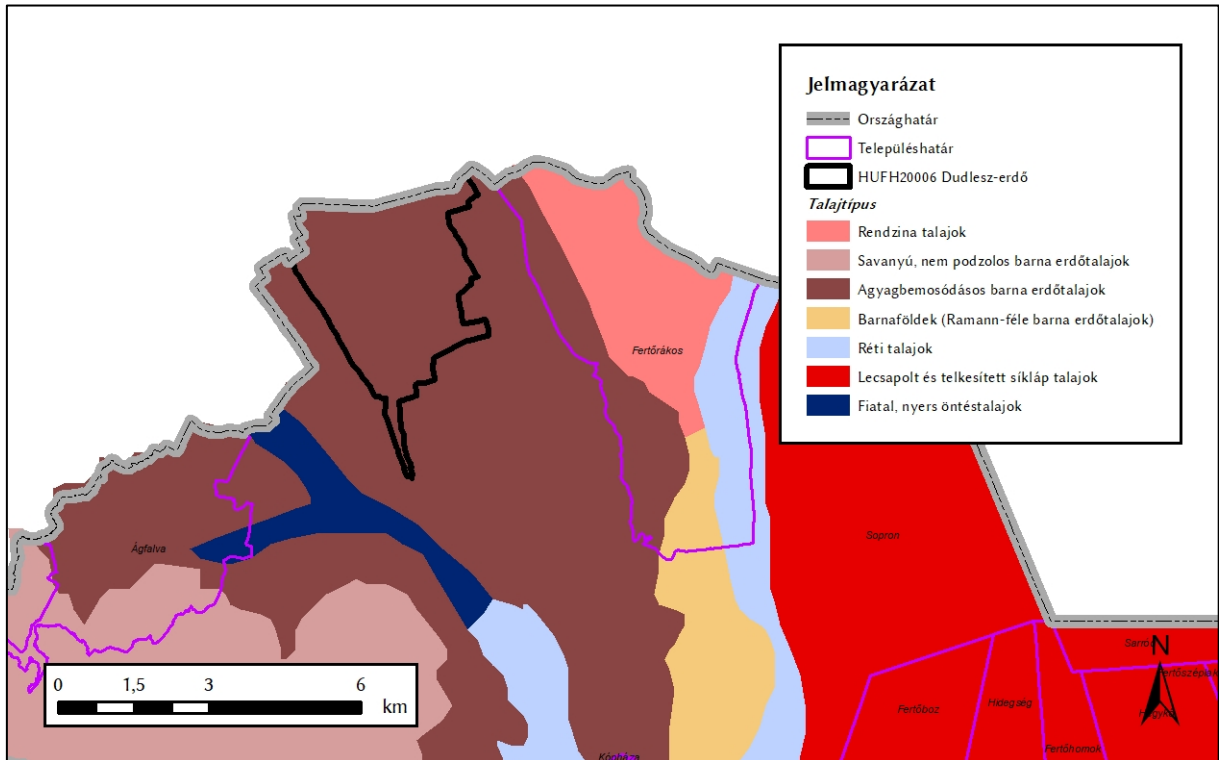 Jelmagyarázat
Országhatár
Településhatár
HUFH20006 Dudlesz-erdő
Talajtípus
Rendzina talajok
Savanyú, nem podzolos barna erdőtalajok
Agyagbemosódásos barna erdőtalajok
Barnaföldek (Ramann-féle barna erdőtalajok)
Réti talajok
Lecsapolt és telkesített síkláp talajok
Fiatal, nyers öntéstalajok
Fertőrákos
Sopron
Ágfalva
N
Fertőboz
Hidegség
Fertőhomok
0 1,5 3 6
km